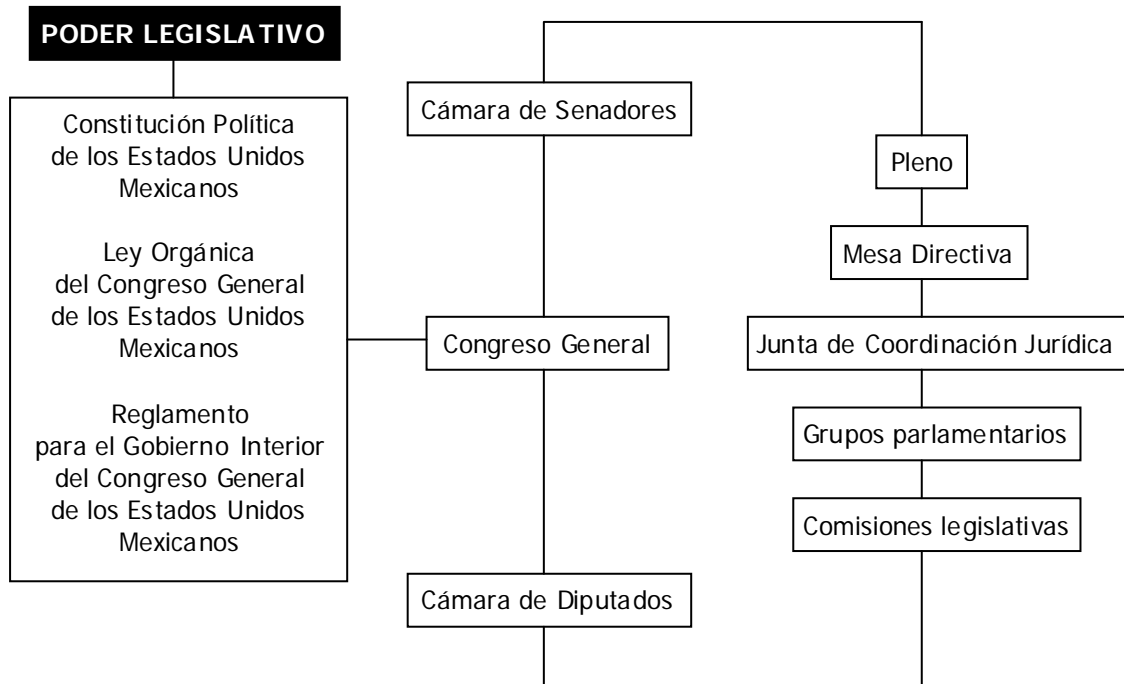 PODER LEGISLATIVO
Constitución Política
de los Estados Unidos
Mexicanos
Ley Orgánica
del Congreso General
de los Estados Unidos
Mexicanos
Reglamento
para el Gobierno Interior
del Congreso General
de los Estados Unidos
Mexicanos
Cámara de Senadores
Congreso General
Cámara de Diputados
Pleno
Mesa Directiva
Junta de Coordinación Jurídica
Grupos parlamentarios
Comisiones legislativas